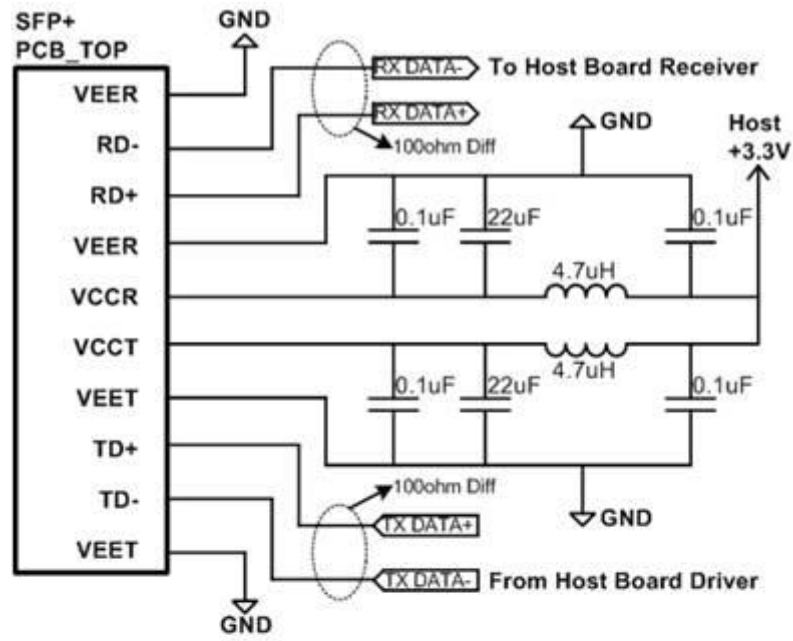 SFP+
PCB_TOP
GND
VEER
RD-
RD+
VEER
VCCR
VCCT
VEET
TD+
TD-
VEET
RX DATA-
To Host Board Receiver
RX DATA+
100ohm Diff
GND
Host
+3.3V
0.1uF
22uF
0.1uF
4.7uH
4.7uH
0.1uF
22uF
0.1uF
100ohm Diff
TX DATA+
GND
TX DATA-
From Host Board Driver
GND